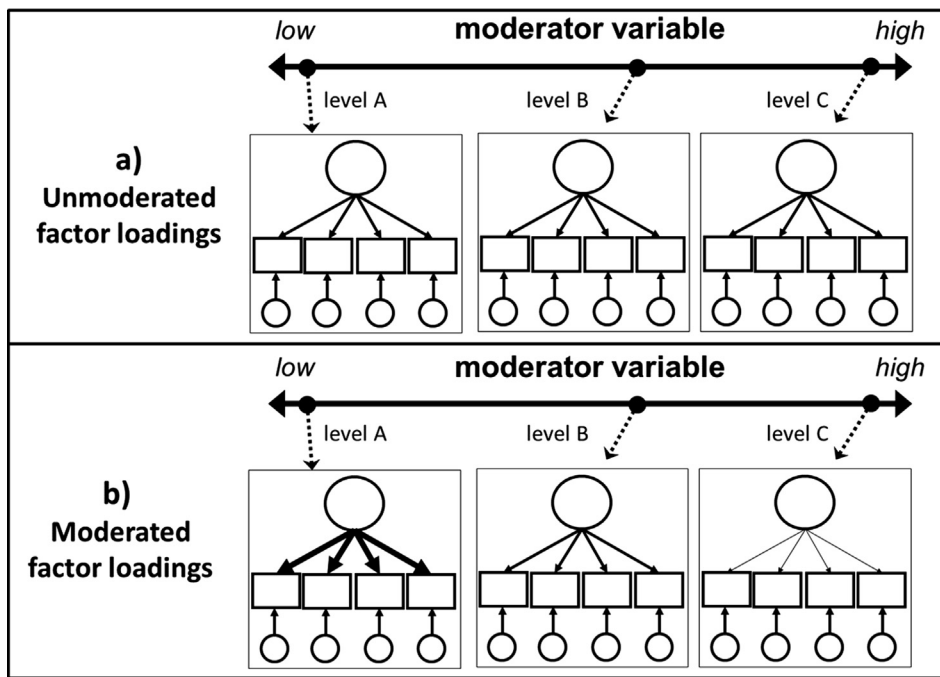 low moderator variable high
level A level B level C
a)
Unmoderated
factor loadings
low moderator variable high
level A level B level C
b)
Moderated
factor loadings